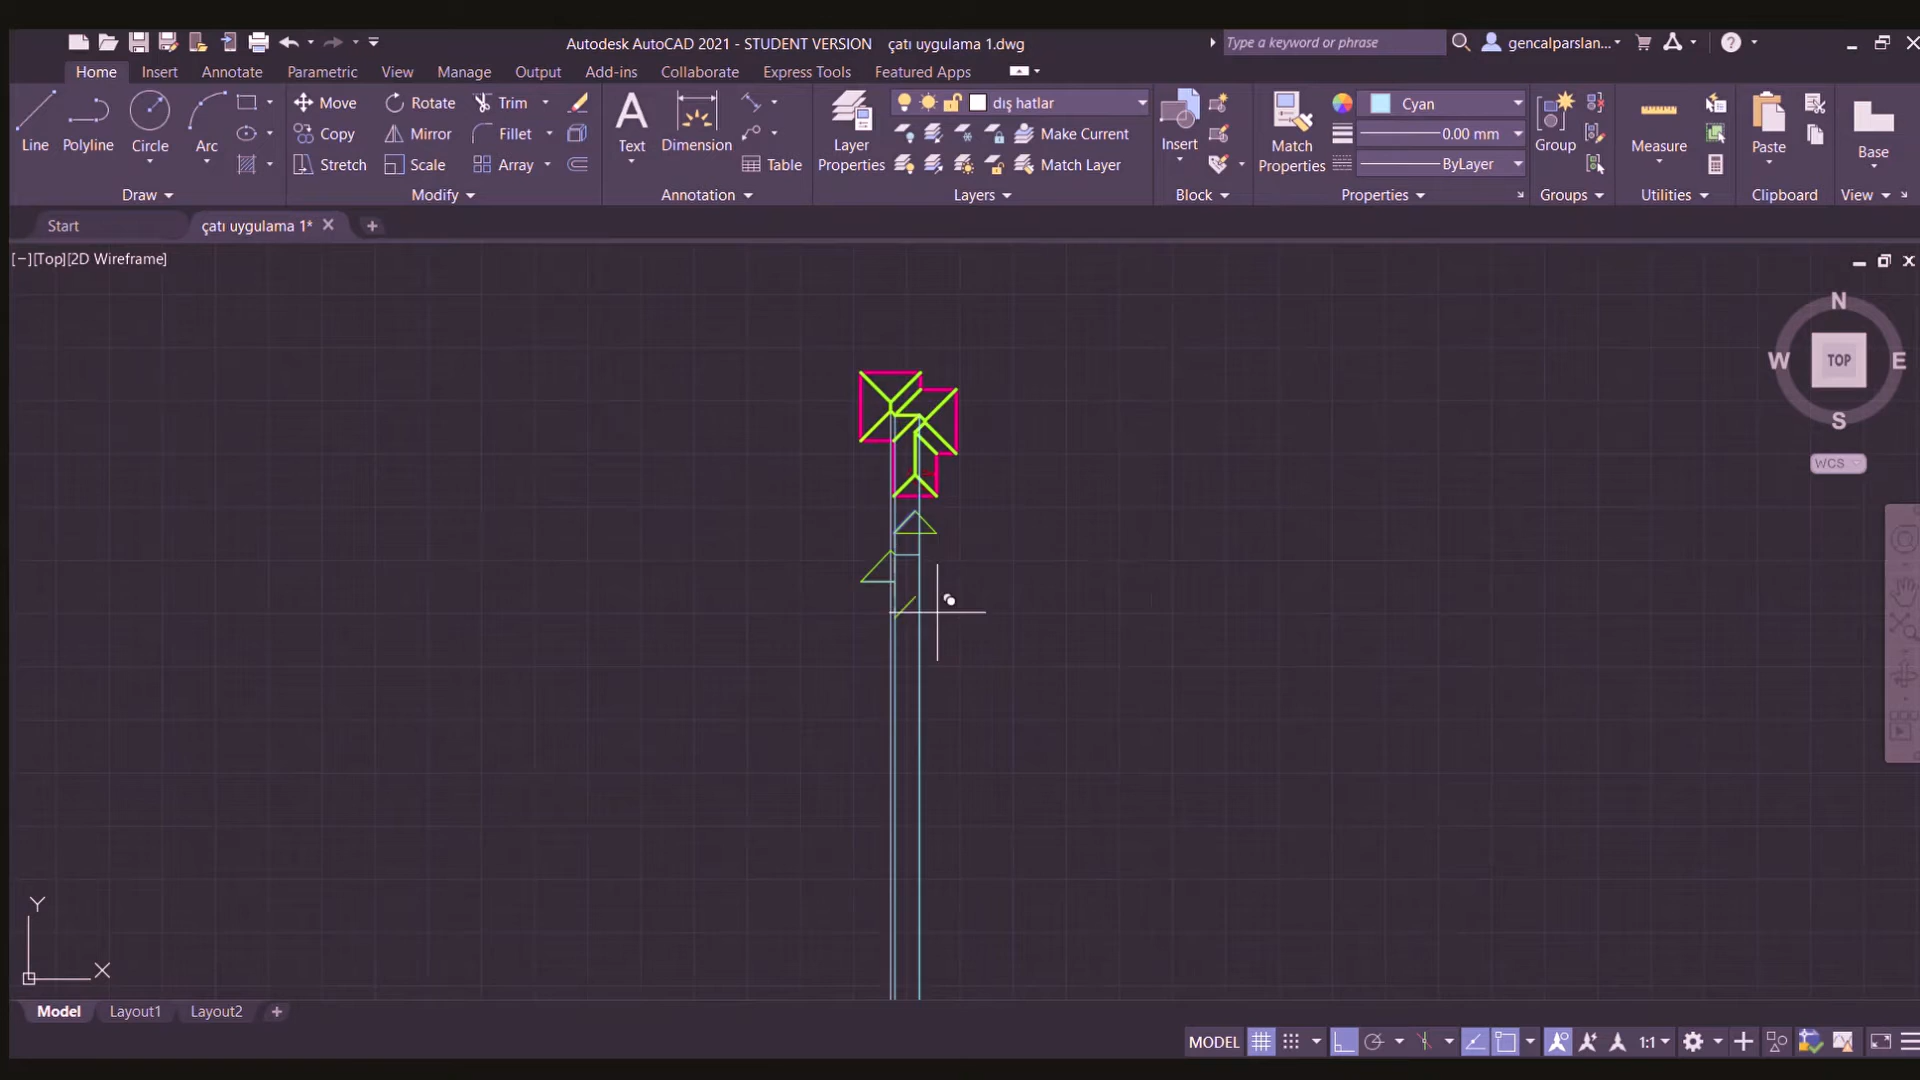 Autodesk AutoCAD 2021 - STUDENT VERSION çatı uygulama 1.dwg
Type a keyword or phrase
gencalparslan...
Home Insert Annotate Parametric View Manage Output Add-ins Collaborate Express Tools Featured Apps
Line
Polyline
Circle
Arc
Move
Rotate
Trim
Copy
Mirror
Fillet
Stretch
Scale
Array
Text
Dimension
Table
Layer
Properties
dış hatlar
Make Current
Match Layer
Insert
Match
Properties
Cyan
0.00 mm
ByLayer
Group
Measure
Paste
Base
Draw
Modify
Annotation
Layers
Block
Properties
Groups
Utilities
Clipboard
View
Start
çatı uygulama 1*
[−][Top][2D Wireframe]
N
W
TOP
E
S
WCS
Y
X
Model Layout1 Layout2
MODEL
1:1